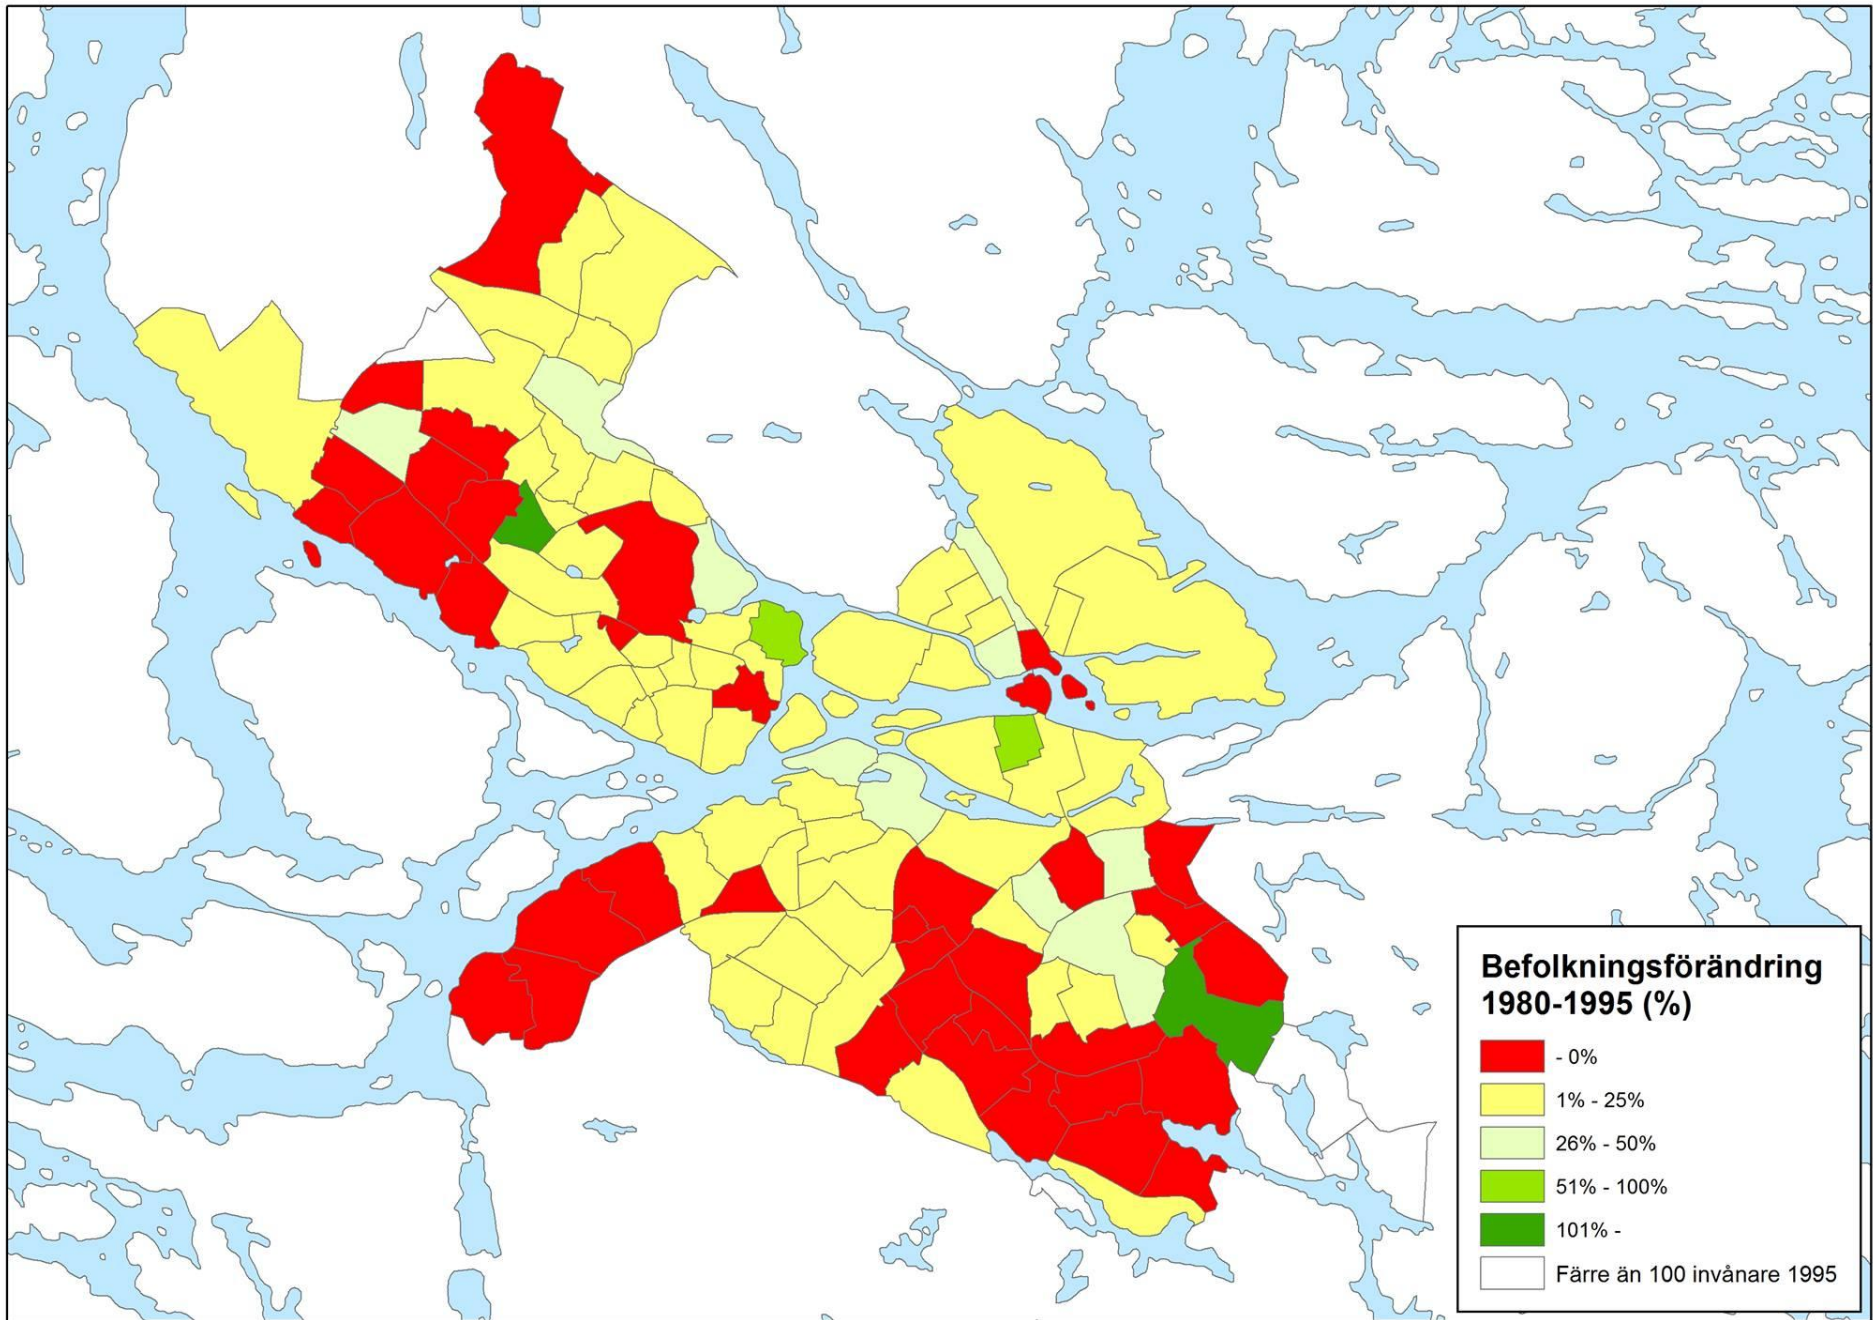 Befolkningsförändring
1980-1995 (%)
- 0%
1% - 25%
26% - 50%
51% - 100%
101% -
Färre än 100 invånare 1995